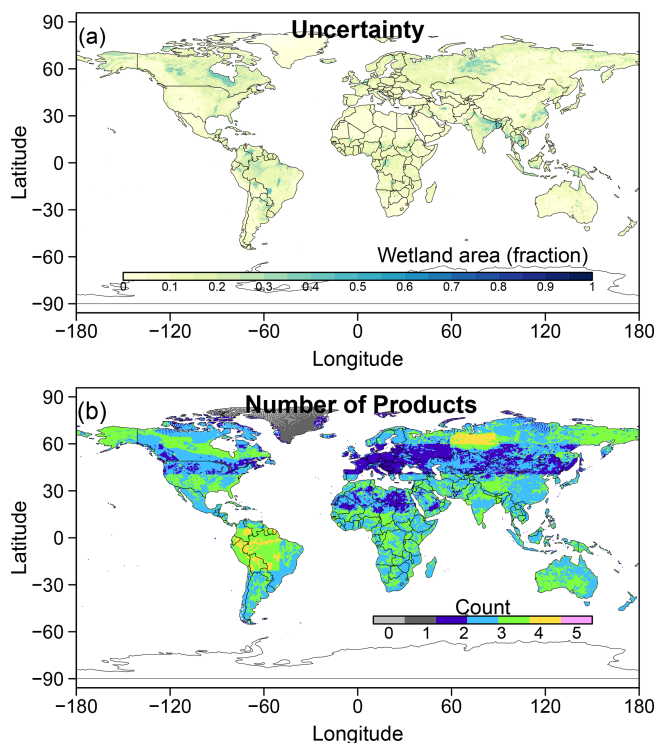 (a)
Uncertainty
90
60
30
0
−30
−60
−90
Latitude
Wetland area (fraction)
0 0.1 0.2 0.3 0.4 0.5 0.6 0.7 0.8 0.9 1
−180 −120 −60 0 60 120 180
Longitude
(b)
Number of Products
90
60
30
0
−30
−60
−90
Latitude
Count
0 1 2 3 4 5
−180 −120 −60 0 60 120 180
Longitude